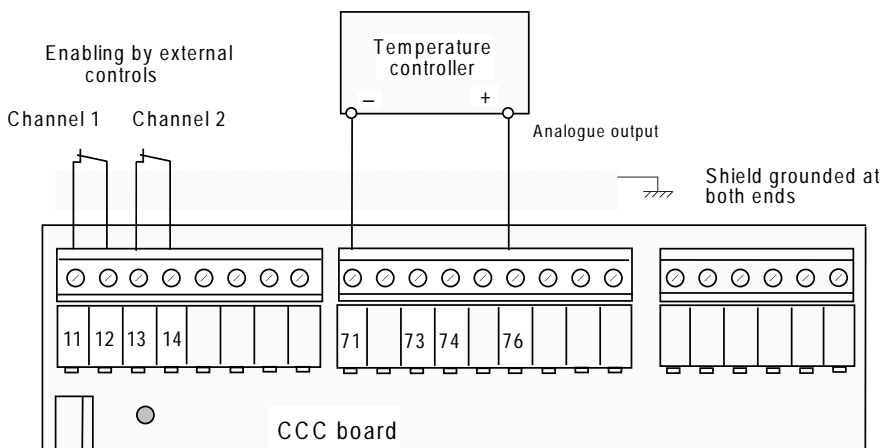 Enabling by external
controls
Channel 1
Channel 2
Temperature
controller
–
+
Analogue output
Shield grounded at
both ends
11
12
13
14
71
73
74
76
CCC board